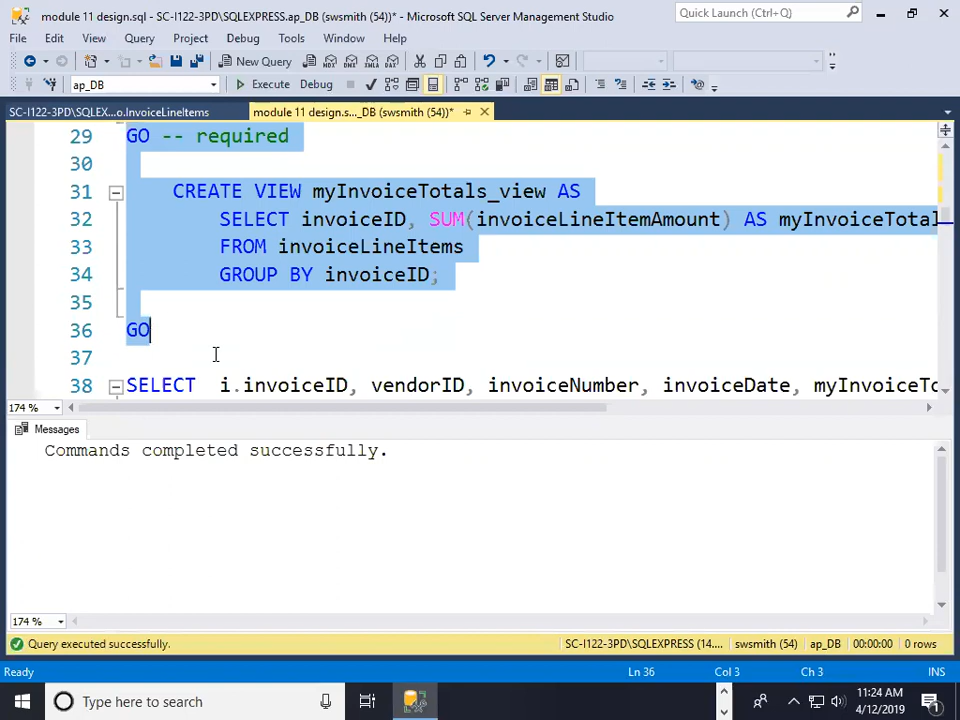 module 11 design.sql - SC-I122-3PD\SQLEXPRESS.ap_DB (swsmith (54))* - Microsoft SQL Server Management Studio
Quick Launch (Ctrl+Q)
File Edit View Query Project Debug Tools Window Help
New Query
MDX DMX XMLA DAX
ap_DB
Execute Debug
SC-I122-3PD\SQLEX...o.InvoiceLineItems
module 11 design.s..._DB (swsmith (54))*
29 GO -- required
30
31 CREATE VIEW myInvoiceTotals_view AS
32 SELECT invoiceID, SUM(invoiceLineItemAmount) AS myInvoiceTotal
33 FROM invoiceLineItems
34 GROUP BY invoiceID;
35
36 GO
37
38 SELECT i.invoiceID, vendorID, invoiceNumber, invoiceDate, myInvoiceTo
174 %
Messages
Commands completed successfully.
174 %
Query executed successfully.
SC-I122-3PD\SQLEXPRESS (14.... swsmith (54) ap_DB 00:00:00 0 rows
Ready
Ln 36 Col 3 Ch 3 INS
Type here to search
11:24 AM
4/12/2019
1